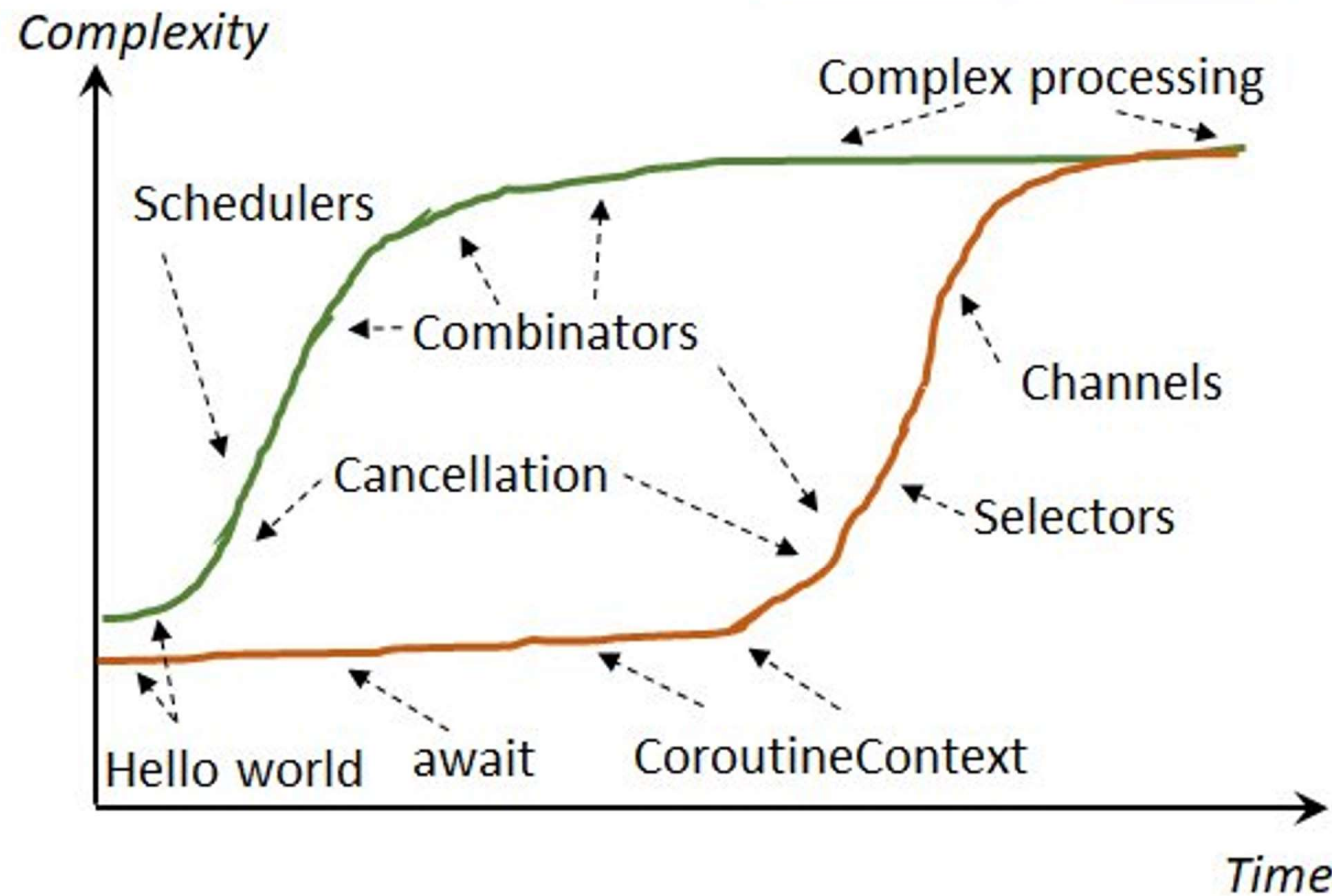 Complexity
Complex processing
Schedulers
Combinators
Channels
Cancellation
Selectors
Hello world
await
CoroutineContext
Time